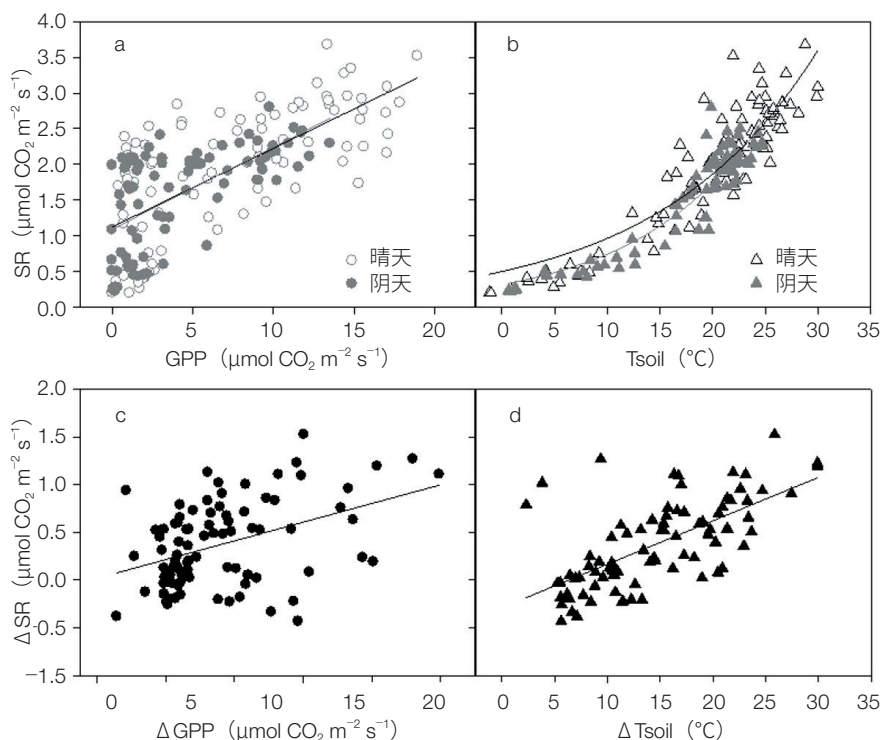 4.0
3.5
3.0
2.5
2.0
1.5
1.0
0.5
0.0
SR（μmol CO₂ m⁻² s⁻¹）
a
晴天
阴天
0 5 10 15 20
GPP（μmol CO₂ m⁻² s⁻¹）
b
晴天
阴天
0 5 10 15 20 25 30 35
Tsoil（°C）
2.0
1.5
1.0
0.5
0.0
−0.5
−1.5
ΔSR（μmol CO₂ m⁻² s⁻¹）
c
0 5 10 15 20
ΔGPP（μmol CO₂ m⁻² s⁻¹）
d
0 5 10 15 20 25 30 35
ΔTsoil（°C）